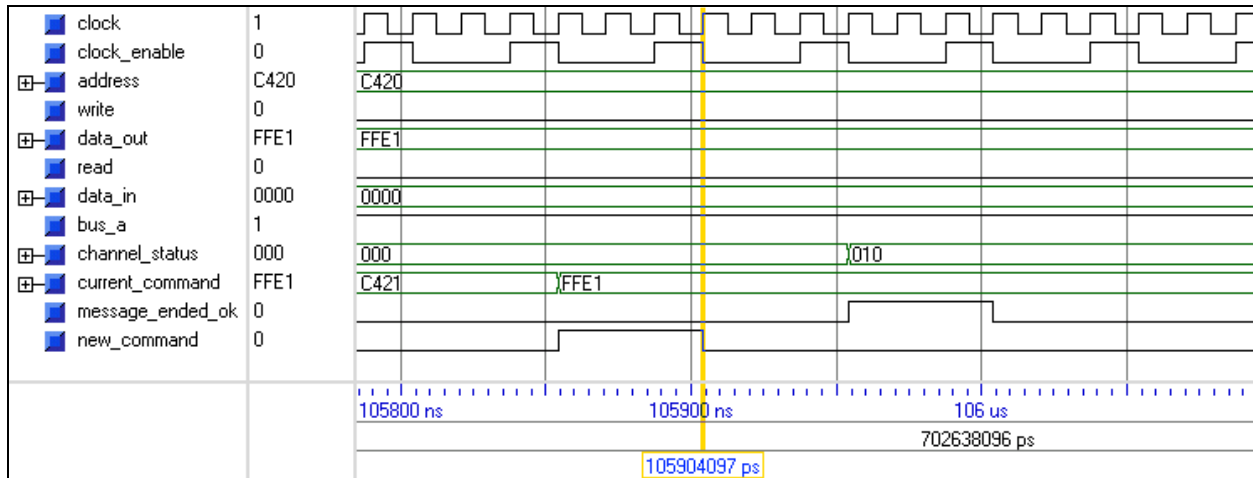 clock 1
clock_enable 0
address C420 C420
write 0
data_out FFE1 FFE1
read 0
data_in 0000 0000
bus_a 1
channel_status 000 000 010
current_command FFE1 C421 FFE1
message_ended_ok 0
new_command 0
105800 ns 105900 ns 106 us
702638096 ps
105904097 ps